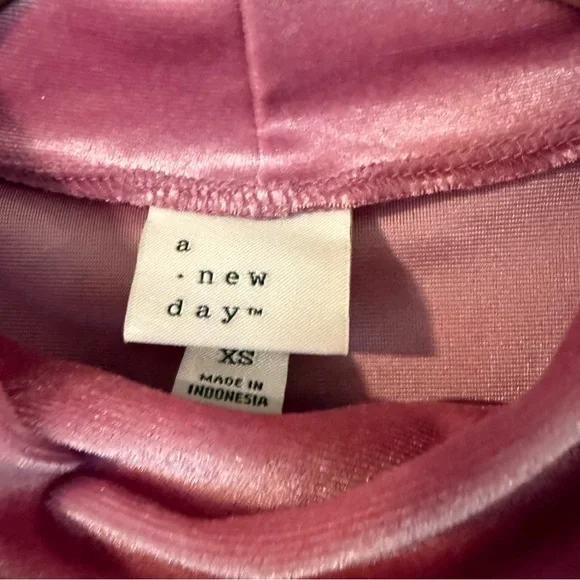 a
· new
day™
XS
MADE IN
INDONESIA